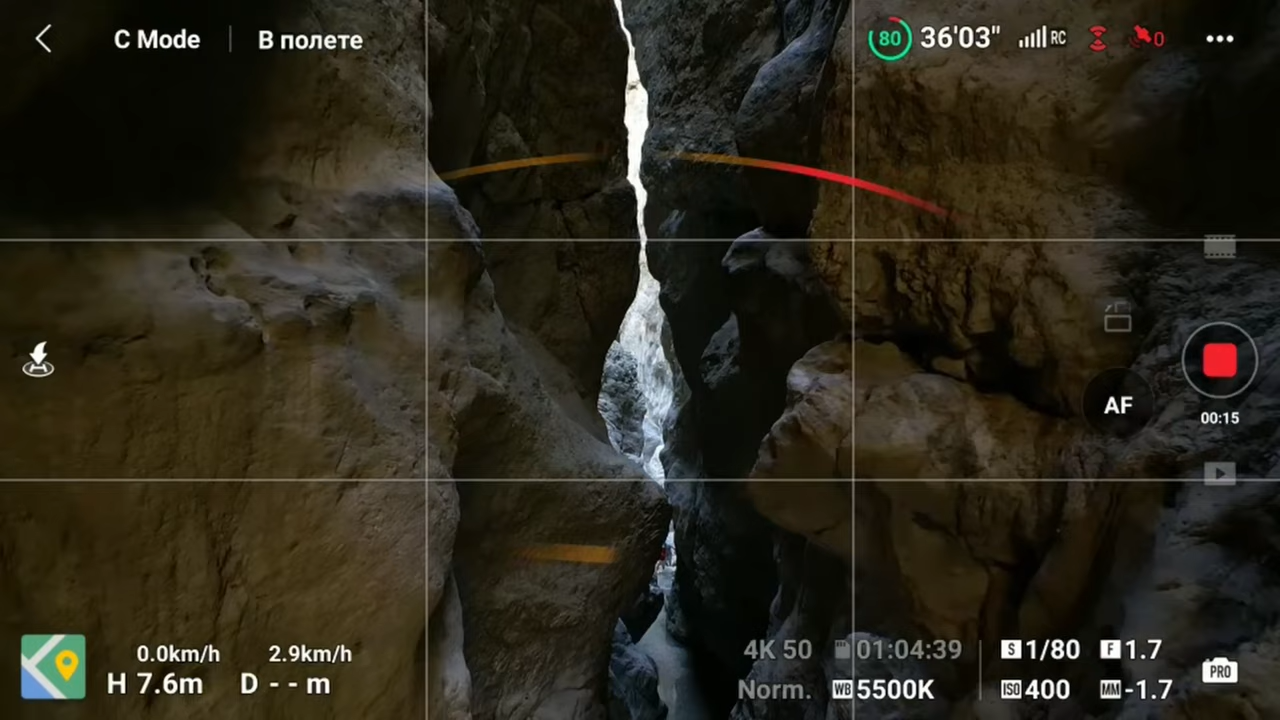 C Mode | В полете
80 36'03" RC 0
AF
00:15
0.0km/h 2.9km/h
H 7.6m D - - m
4K 50 01:04:39 S 1/80 F 1.7
Norm. WB 5500K ISO 400 MM -1.7
PRO